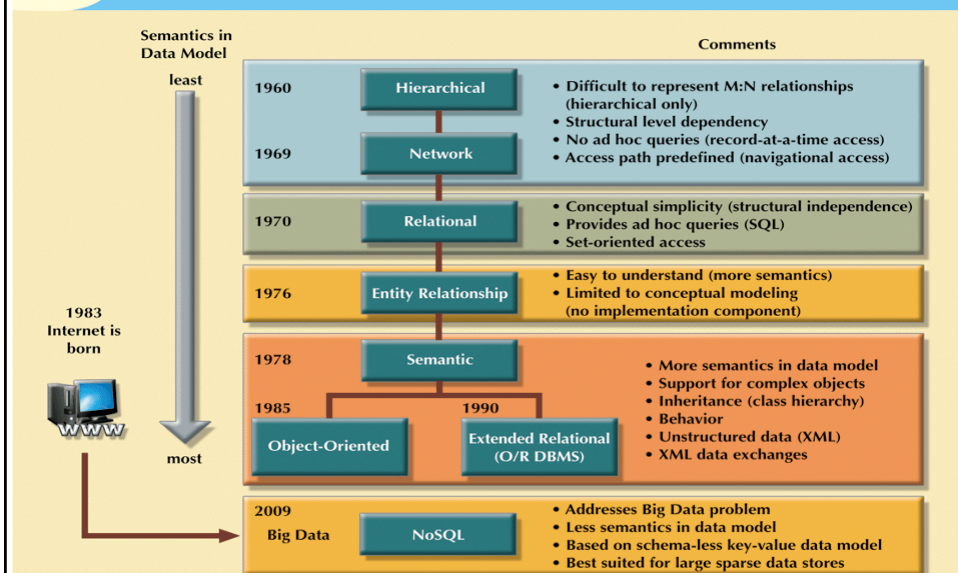 Semantics in
Data Model
least
most
Comments
1960
Hierarchical
1969
Network
• Difficult to represent M:N relationships
(hierarchical only)
• Structural level dependency
• No ad hoc queries (record-at-a-time access)
• Access path predefined (navigational access)
1970
Relational
• Conceptual simplicity (structural independence)
• Provides ad hoc queries (SQL)
• Set-oriented access
1976
Entity Relationship
• Easy to understand (more semantics)
• Limited to conceptual modeling
(no implementation component)
1983
Internet is
born
WWW
1978
Semantic
1985
Object-Oriented
1990
Extended Relational
(O/R DBMS)
• More semantics in data model
• Support for complex objects
• Inheritance (class hierarchy)
• Behavior
• Unstructured data (XML)
• XML data exchanges
2009
Big Data
NoSQL
• Addresses Big Data problem
• Less semantics in data model
• Based on schema-less key-value data model
• Best suited for large sparse data stores